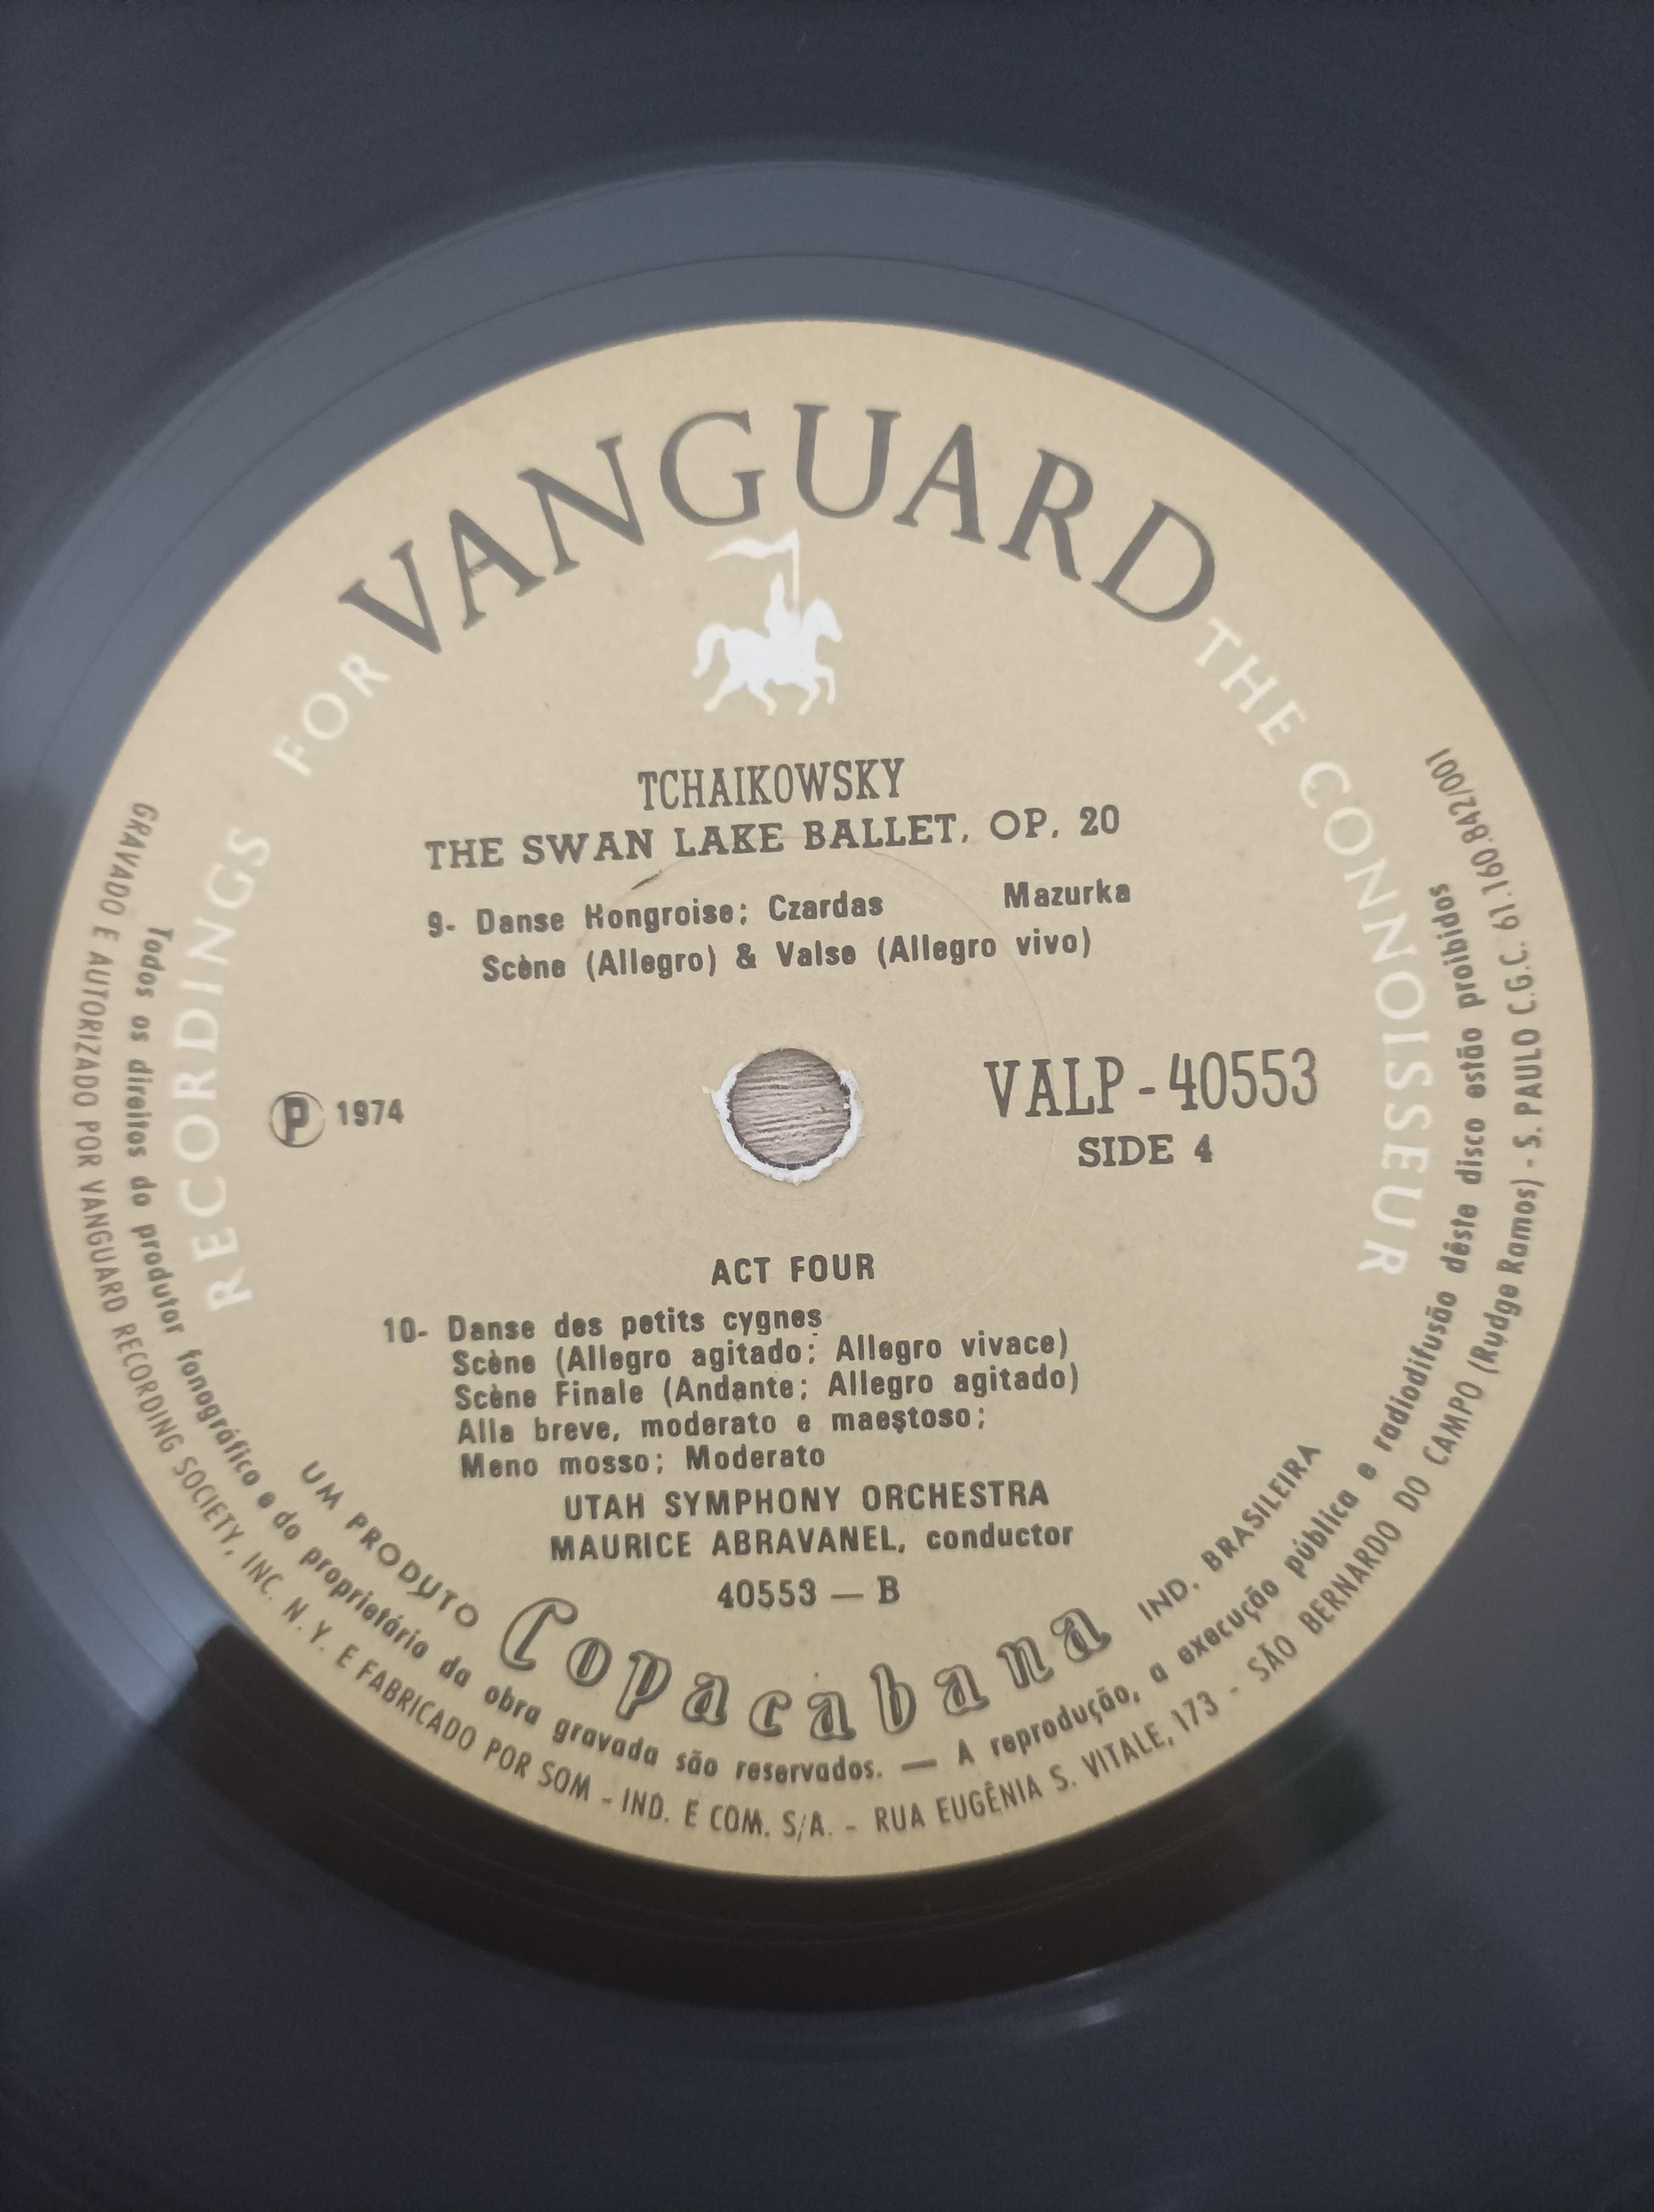 RECORDINGS FOR VANGUARD THE CONNOISSEUR
TCHAIKOWSKY
THE SWAN LAKE BALLET, OP. 20
9- Danse Hongroise; Czardas Mazurka
Scène (Allegro) & Valse (Allegro vivo)
Ⓟ 1974
VALP - 40553
SIDE 4
ACT FOUR
10- Danse des petits cygnes
Scène (Allegro agitado; Allegro vivace)
Scène Finale (Andante; Allegro agitado)
Alla breve, moderato e maestoso;
Meno mosso; Moderato
UTAH SYMPHONY ORCHESTRA
MAURICE ABRAVANEL, conductor
40553 — B
UM PRODUTO Copacabana IND. BRASILEIRA
Todos os direitos do produtor fonográfico e do proprietário da obra gravada são reservados. — A reprodução, a execução pública e radiodifusão dêste disco estão proibidos
GRAVADO E AUTORIZADO POR VANGUARD RECORDING SOCIETY, INC. N.Y. E FABRICADO POR SOM - IND. E COM. S/A. - RUA EUGÊNIA S. VITALE, 173 - SÃO BERNARDO DO CAMPO (Rudge Ramos) - S. PAULO C.G.C. 61.160.842/001